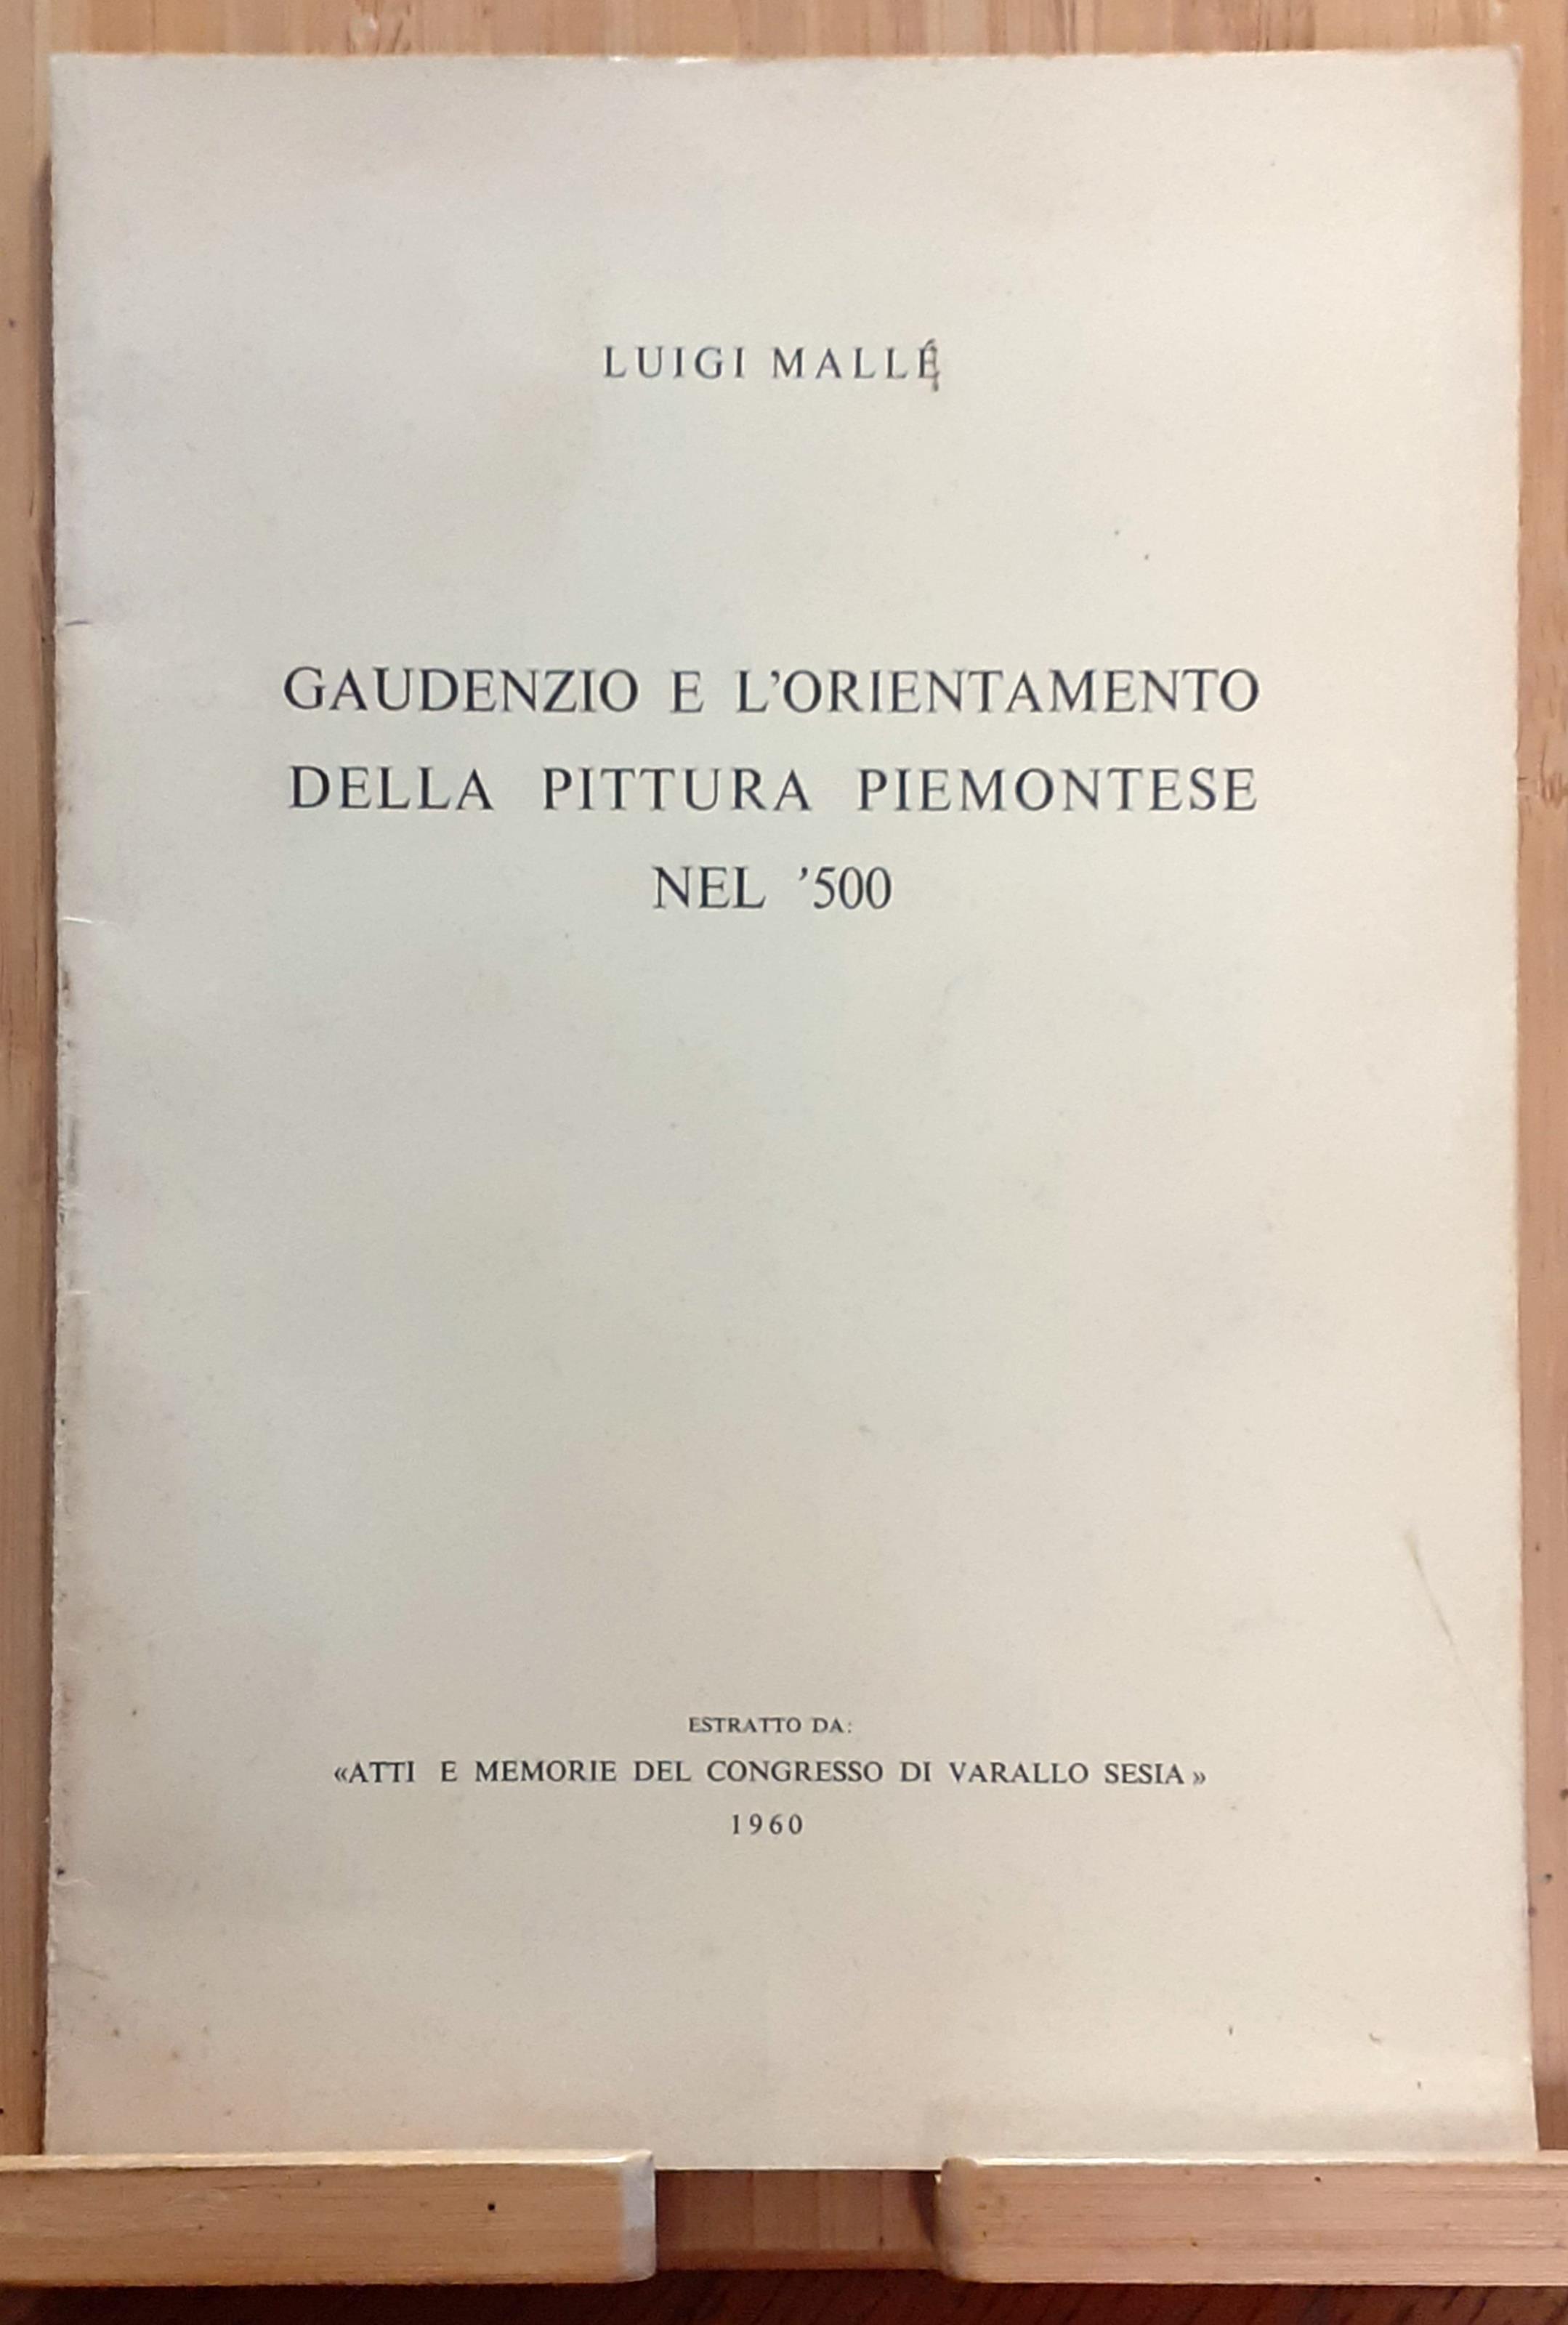 LUIGI MALLÉ
GAUDENZIO E L'ORIENTAMENTO
DELLA PITTURA PIEMONTESE
NEL '500
ESTRATTO DA:
«ATTI E MEMORIE DEL CONGRESSO DI VARALLO SESIA»
1960